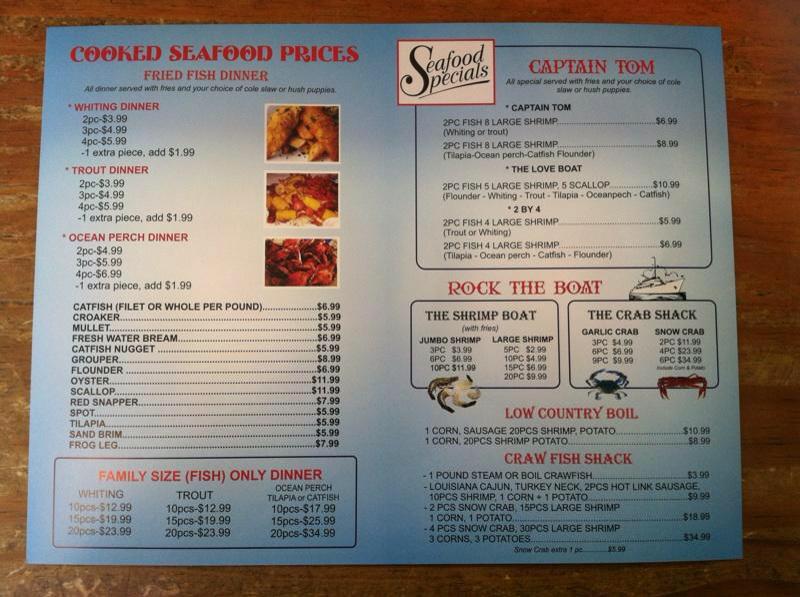 COOKED SEAFOOD PRICES
FRIED FISH DINNER
All dinner served with fries and your choice of cole
slaw or hush puppies.
* WHITING DINNER
2pc-$3.99
3pc-$4.99
4pc-$5.99
-1 extra piece, add $1.99
* TROUT DINNER
2pc-$3.99
3pc-$4.99
4pc-$5.99
-1 extra piece, add $1.99
* OCEAN PERCH DINNER
2pc-$4.99
3pc-$5.99
4pc-$6.99
-1 extra piece, add $1.99
CATFISH (FILET OR WHOLE PER POUND)...................$6.99
CROAKER...................$5.99
MULLET...................$5.99
FRESH WATER BREAM...................$6.99
CATFISH NUGGET ...................$5.99
GROUPER...................$8.99
FLOUNDER ...................$6.99
OYSTER...................$11.99
SCALLOP...................$11.99
RED SNAPPER...................$7.99
SPOT...................$5.99
TILAPIA...................$5.99
SAND BRIM...................$5.99
FROG LEG...................$7.99
FAMILY SIZE (FISH) ONLY DINNER
WHITING
10pcs-$12.99
15pcs-$19.99
20pcs-$23.99
TROUT
10pcs-$12.99
15pcs-$19.99
20pcs-$23.99
OCEAN PERCH
TILAPIA or CATFISH
10pcs-$17.99
15pcs-$25.99
20pcs-$34.99
Seafood
Specials
CAPTAIN TOM
All special served with fries and your choice of cole
slaw or hush puppies.
* CAPTAIN TOM
2PC FISH 8 LARGE SHRIMP...................$6.99
(Whiting or trout)
2PC FISH 8 LARGE SHRIMP...................$8.99
(Tilapia-Ocean perch-Catfish Flounder)
* THE LOVE BOAT
2PC FISH 5 LARGE SHRIMP, 5 SCALLOP...................$10.99
(Flounder - Whiting - Trout - Tilapia - Oceanpech - Catfish)
* 2 BY 4
2PC FISH 4 LARGE SHRIMP...................$5.99
(Trout or Whiting)
2PC FISH 4 LARGE SHRIMP...................$6.99
(Tilapia - Ocean perch - Catfish - Flounder)
ROCK THE BOAT
THE SHRIMP BOAT
(with fries)
JUMBO SHRIMP
3PC $3.99
6PC $6.99
10PC $11.99
LARGE SHRIMP
5PC $2.99
10PC $4.99
15PC $6.99
20PC $9.99
THE CRAB SHACK
GARLIC CRAB
3PC $4.99
6PC $6.99
9PC $9.99
SNOW CRAB
2PC $11.99
4PC $23.99
6PC $34.99
Include Corn & Potato
LOW COUNTRY BOIL
1 CORN, SAUSAGE 20PCS SHRIMP, POTATO...................$10.99
1 CORN, 20PCS SHRIMP POTATO...................$8.99
CRAW FISH SHACK
- 1 POUND STEAM OR BOIL CRAWFISH...................$3.99
- LOUISIANA CAJUN, TURKEY NECK, 2PCS HOT LINK SAUSAGE,
10PCS SHRIMP, 1 CORN + 1 POTATO...................$9.99
- 2 PCS SNOW CRAB, 15PCS LARGE SHRIMP
1 CORN, 1 POTATO...................$18.99
- 4 PCS SNOW CRAB, 30PCS LARGE SHRIMP
3 CORNS, 3 POTATOES...................$34.99
Snow Crab extra 1 pc............$5.99